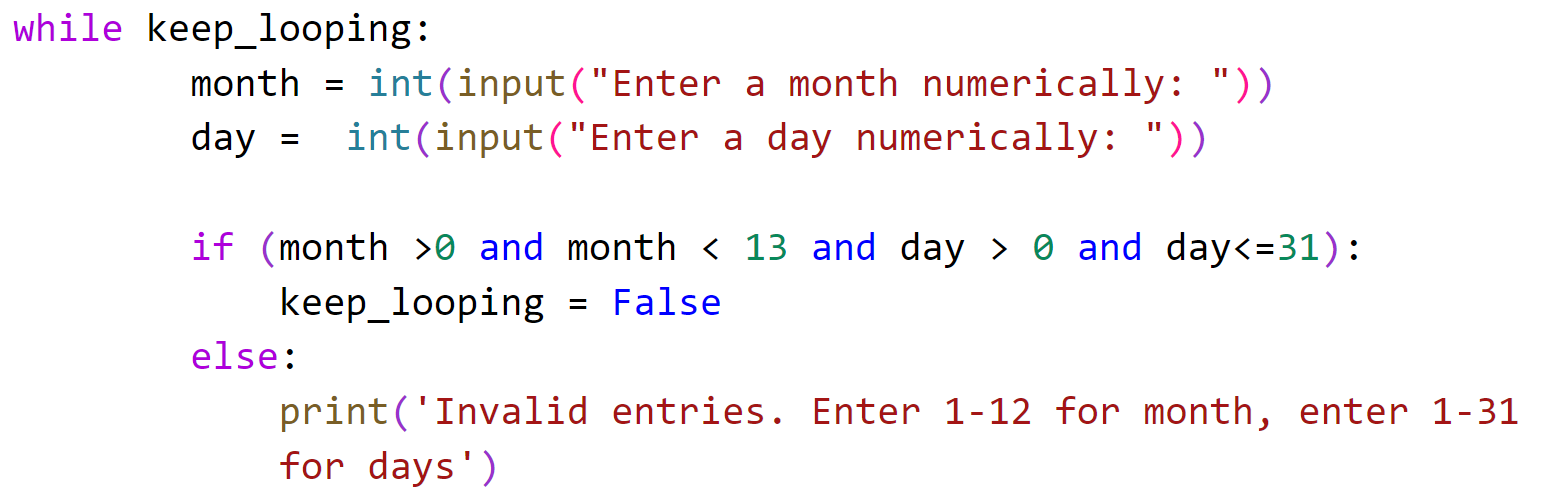 while keep_looping:
        month = int(input("Enter a month numerically: "))
        day =  int(input("Enter a day numerically: "))

        if (month >0 and month < 13 and day > 0 and day<=31):
            keep_looping = False
        else:
            print('Invalid entries. Enter 1-12 for month, enter 1-31
            for days')